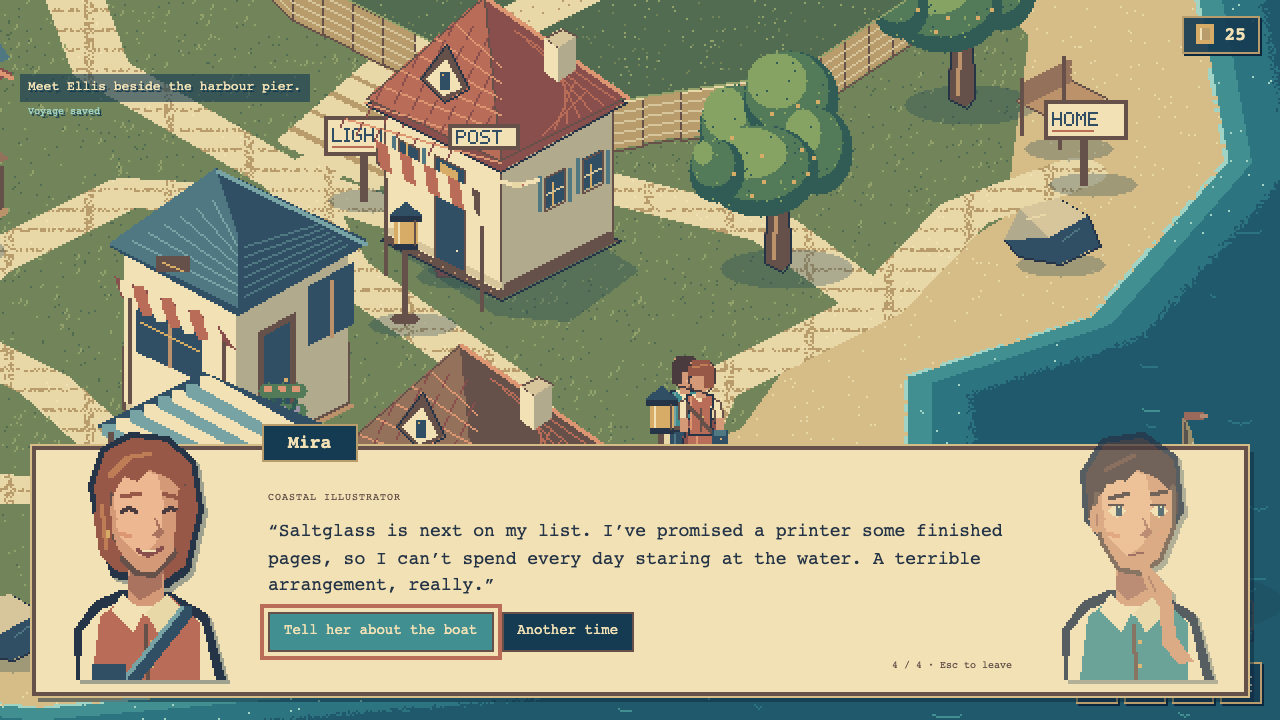 25
Meet Ellis beside the harbour pier.
Voyage saved
LIGH
POST
HOME
Mira
COASTAL ILLUSTRATOR
“Saltglass is next on my list. I’ve promised a printer some finished
pages, so I can’t spend every day staring at the water. A terrible
arrangement, really.”
Tell her about the boat
Another time
4 / 4 · Esc to leave